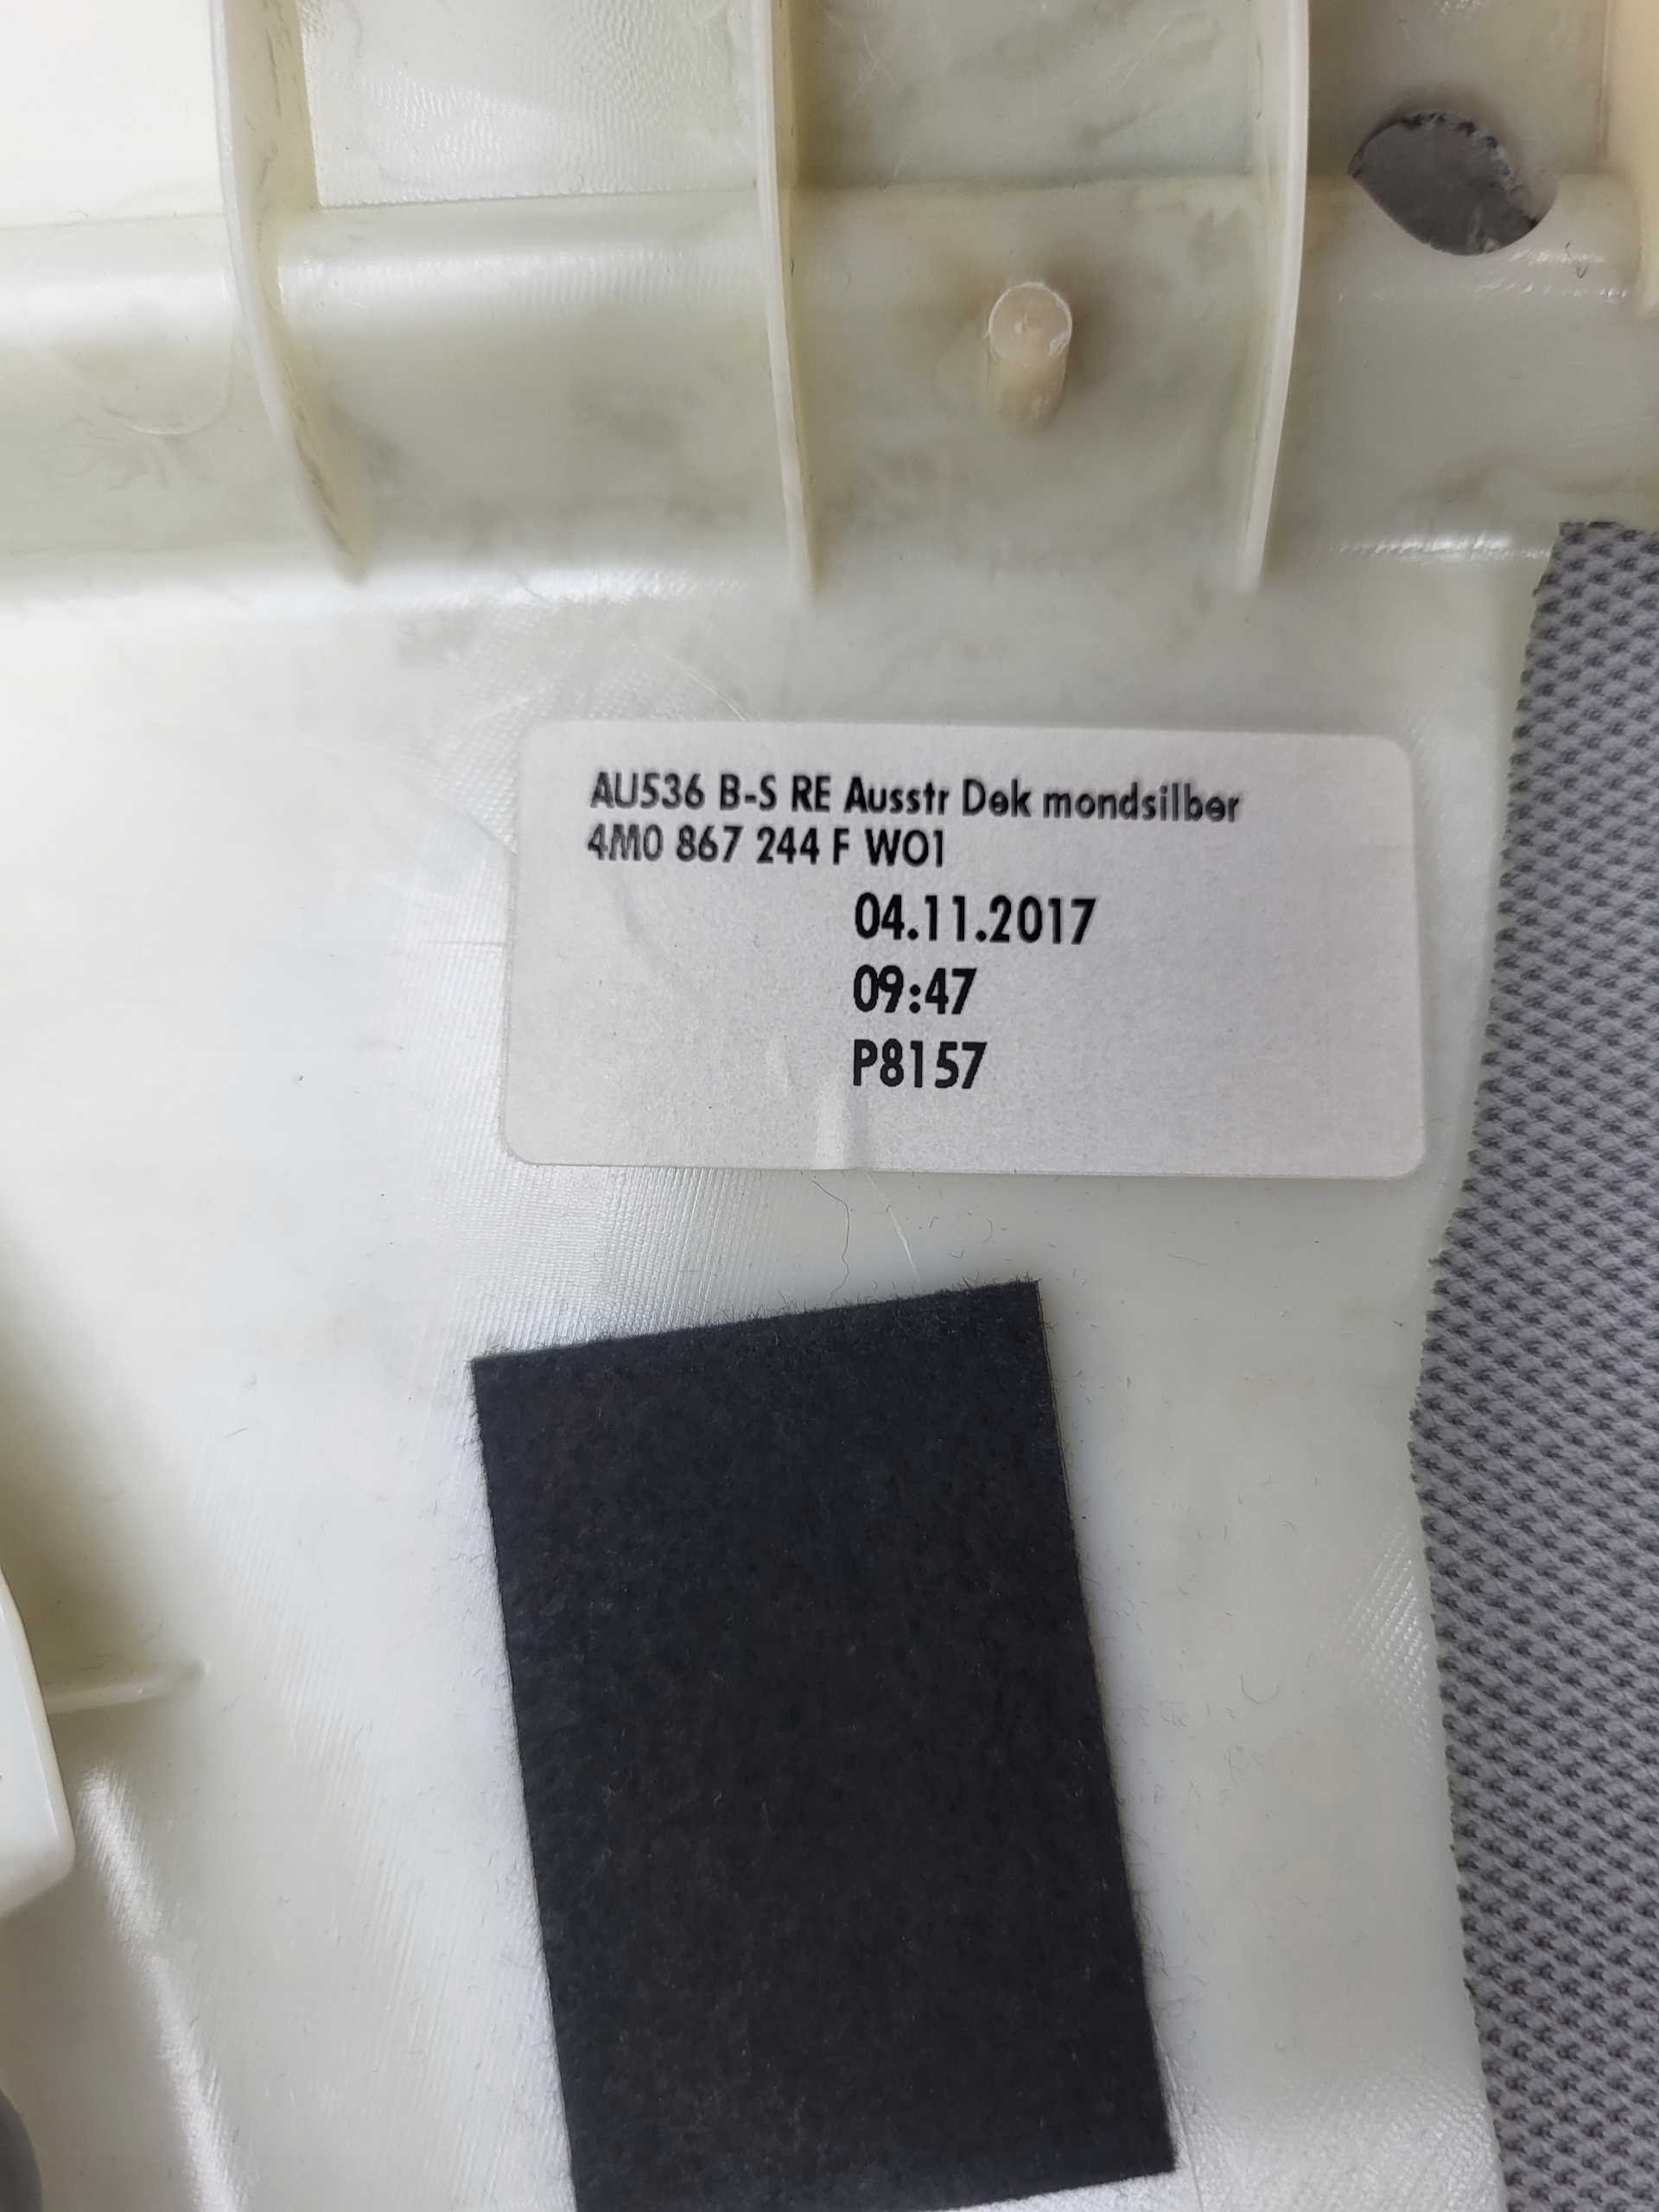 AU536 B-S RE Ausstr Dek mondsilber
4M0 867 244 F WO1
04.11.2017
09:47
P8157